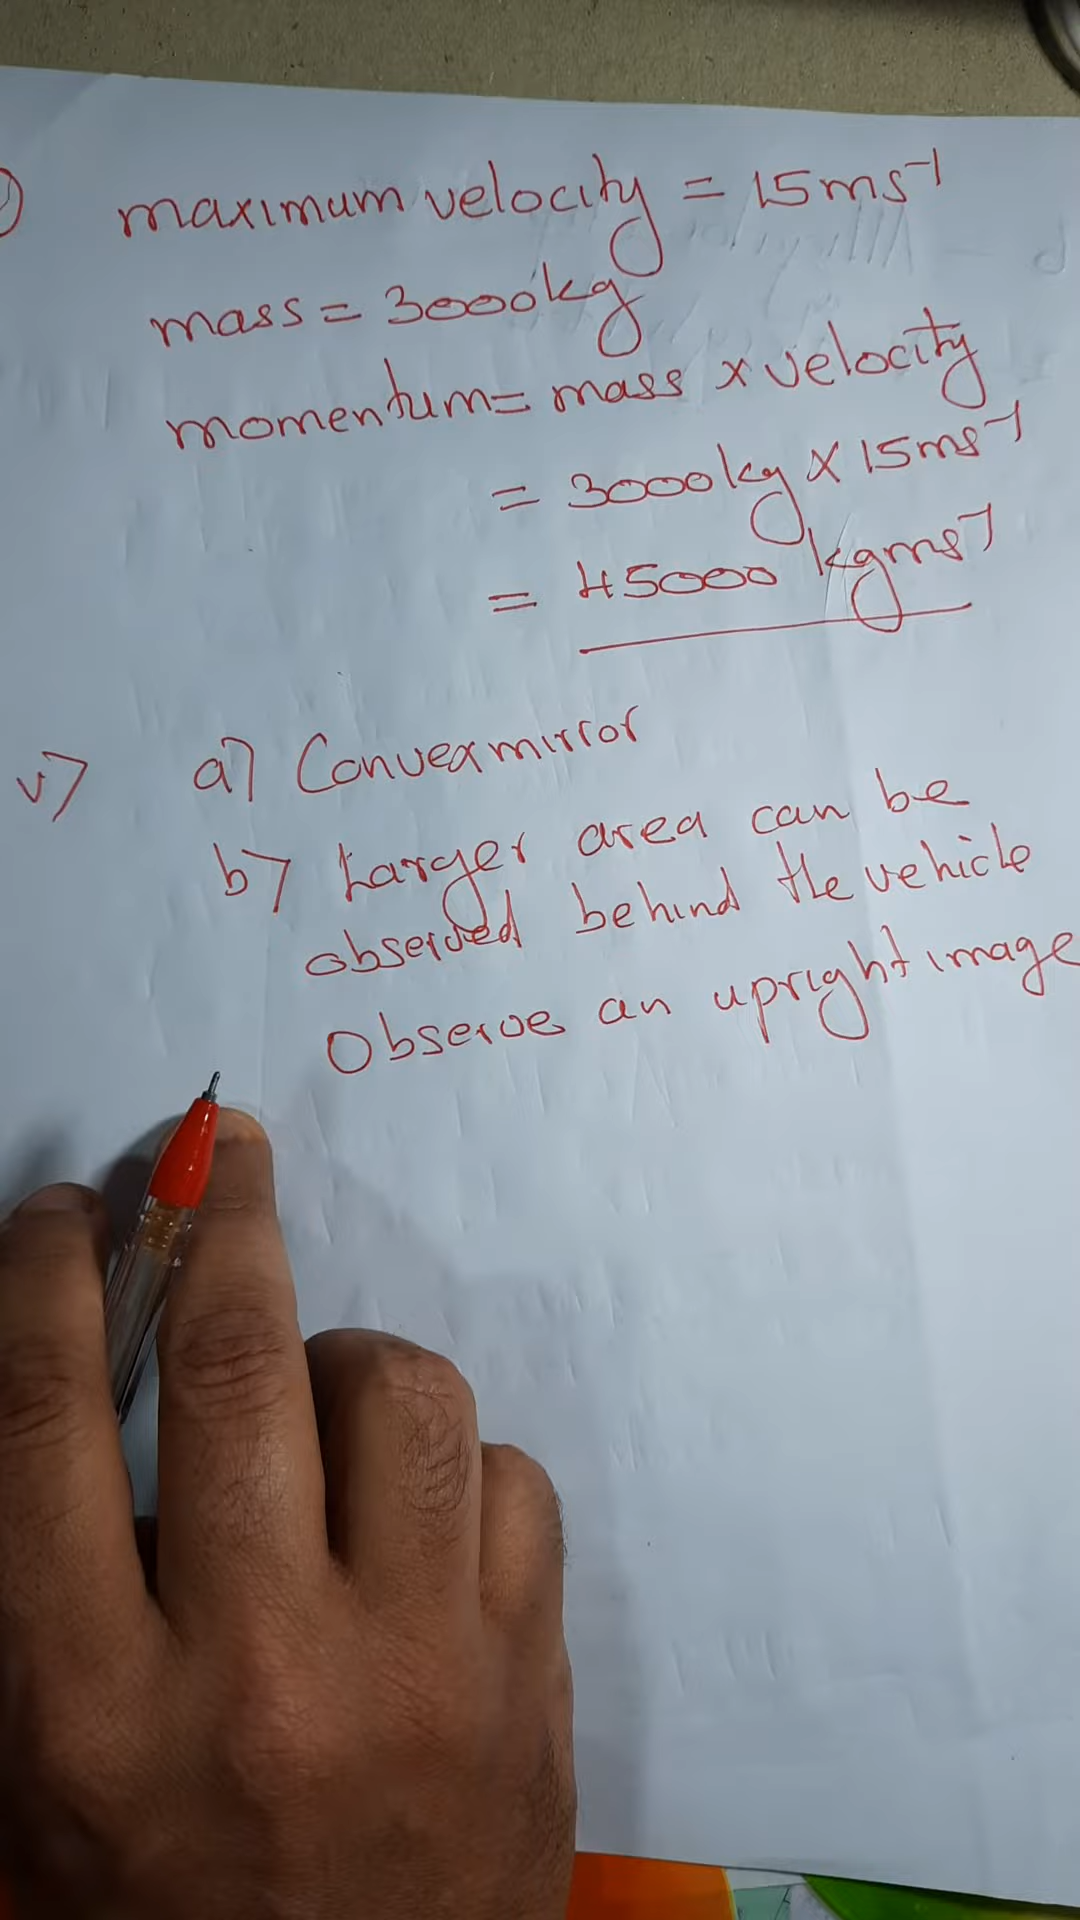 maximum velocity = 15ms⁻¹
mass = 3000kg
momentum = mass × velocity
= 3000kg × 15ms⁻¹
= 45000 kgms⁻¹
v) a) Convex mirror
b) Larger area can be
observed behind the vehicle
Observe an upright image